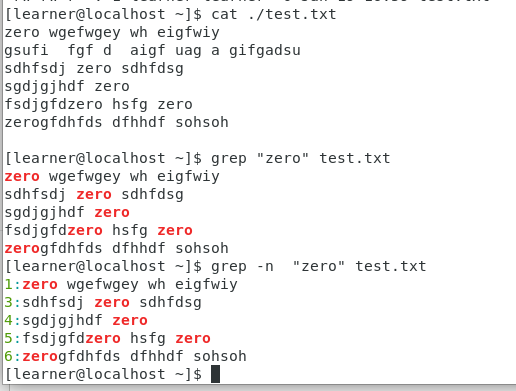 [learner@localhost ~]$ cat ./test.txt
zero wgefwgey wh eigfwiy
gsufi  fgf d  aigf uag a gifgadsu
sdhfsdj zero sdhfdsg
sgdjgjhdf zero
fsdjgfdzero hsfg zero
zerogfdhfds dfhhdf sohsoh
[learner@localhost ~]$ grep "zero" test.txt
zero wgefwgey wh eigfwiy
sdhfsdj zero sdhfdsg
sgdjgjhdf zero
fsdjgfdzero hsfg zero
zerogfdhfds dfhhdf sohsoh
[learner@localhost ~]$ grep -n  "zero" test.txt
1:zero wgefwgey wh eigfwiy
3:sdhfsdj zero sdhfdsg
4:sgdjgjhdf zero
5:fsdjgfdzero hsfg zero
6:zerogfdhfds dfhhdf sohsoh
[learner@localhost ~]$